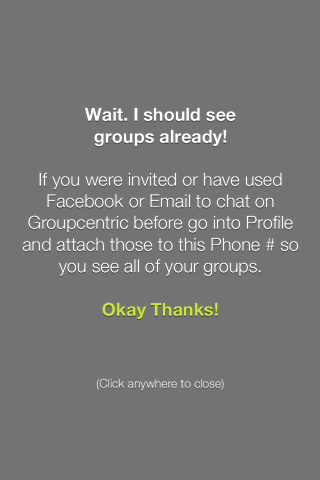 Wait. I should see
groups already!
If you were invited or have used
Facebook or Email to chat on
Groupcentric before go into Profile
and attach those to this Phone # so
you see all of your groups.
Okay Thanks!
(Click anywhere to close)